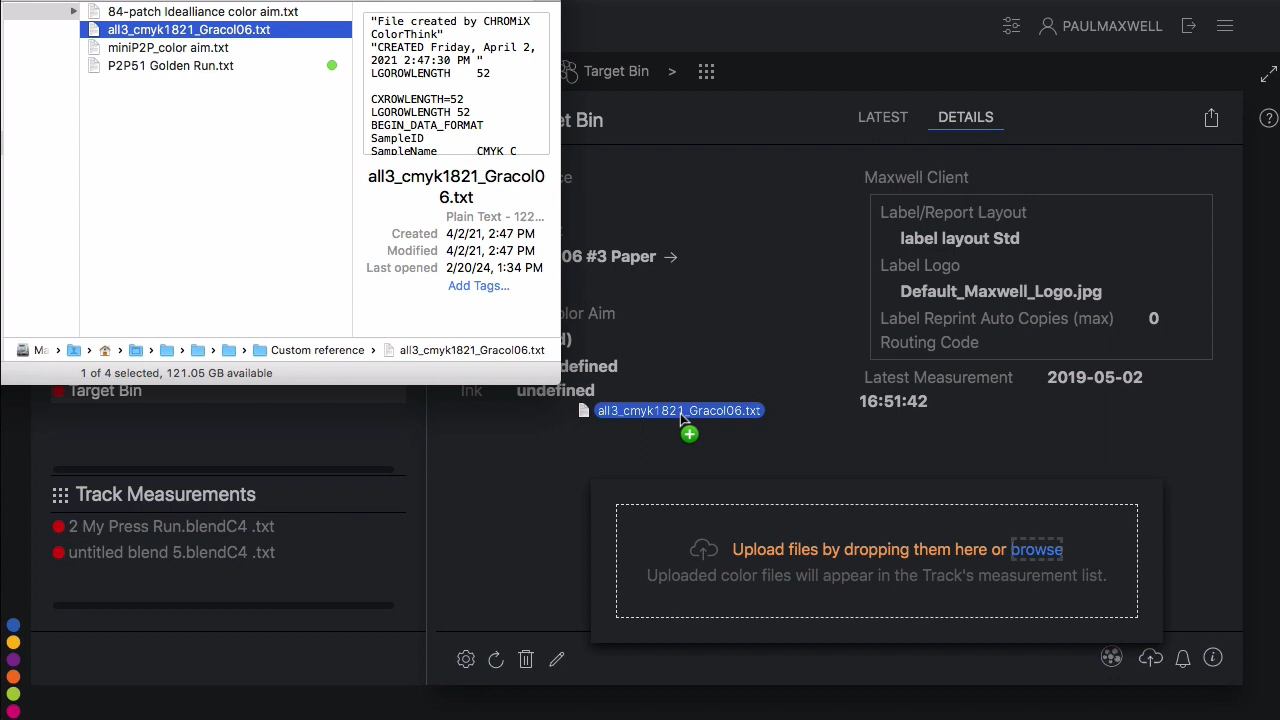 84-patch Idealliance color aim.txt
all3_cmyk1821_Gracol06.txt
miniP2P_color aim.txt
P2P51 Golden Run.txt
"File created by CHROMiX
ColorThink"
"CREATED Friday, April 2,
2021 2:47:30 PM "
LGOROWLENGTH 52
CXROWLENGTH=52
LGOROWLENGTH 52
BEGIN_DATA_FORMAT
SampleID
SampleName CMYK_C
all3_cmyk1821_Gracol0
6.txt
Plain Text - 122...
Created 4/2/21, 2:47 PM
Modified 4/2/21, 2:47 PM
Last opened 2/20/24, 1:34 PM
Add Tags...
Ma
Custom reference
all3_cmyk1821_Gracol06.txt
1 of 4 selected, 121.05 GB available
PAULMAXWELL
Target Bin >
et Bin
LATEST
DETAILS
ce
06 #3 Paper →
olor Aim
d)
defined
Ink undefined
all3_cmyk1821_Gracol06.txt
Maxwell Client
Label/Report Layout
label layout Std
Label Logo
Default_Maxwell_Logo.jpg
Label Reprint Auto Copies (max) 0
Routing Code
Latest Measurement 2019-05-02
16:51:42
Target Bin
Track Measurements
2 My Press Run.blendC4 .txt
untitled blend 5.blendC4 .txt
Upload files by dropping them here or browse
Uploaded color files will appear in the Track's measurement list.